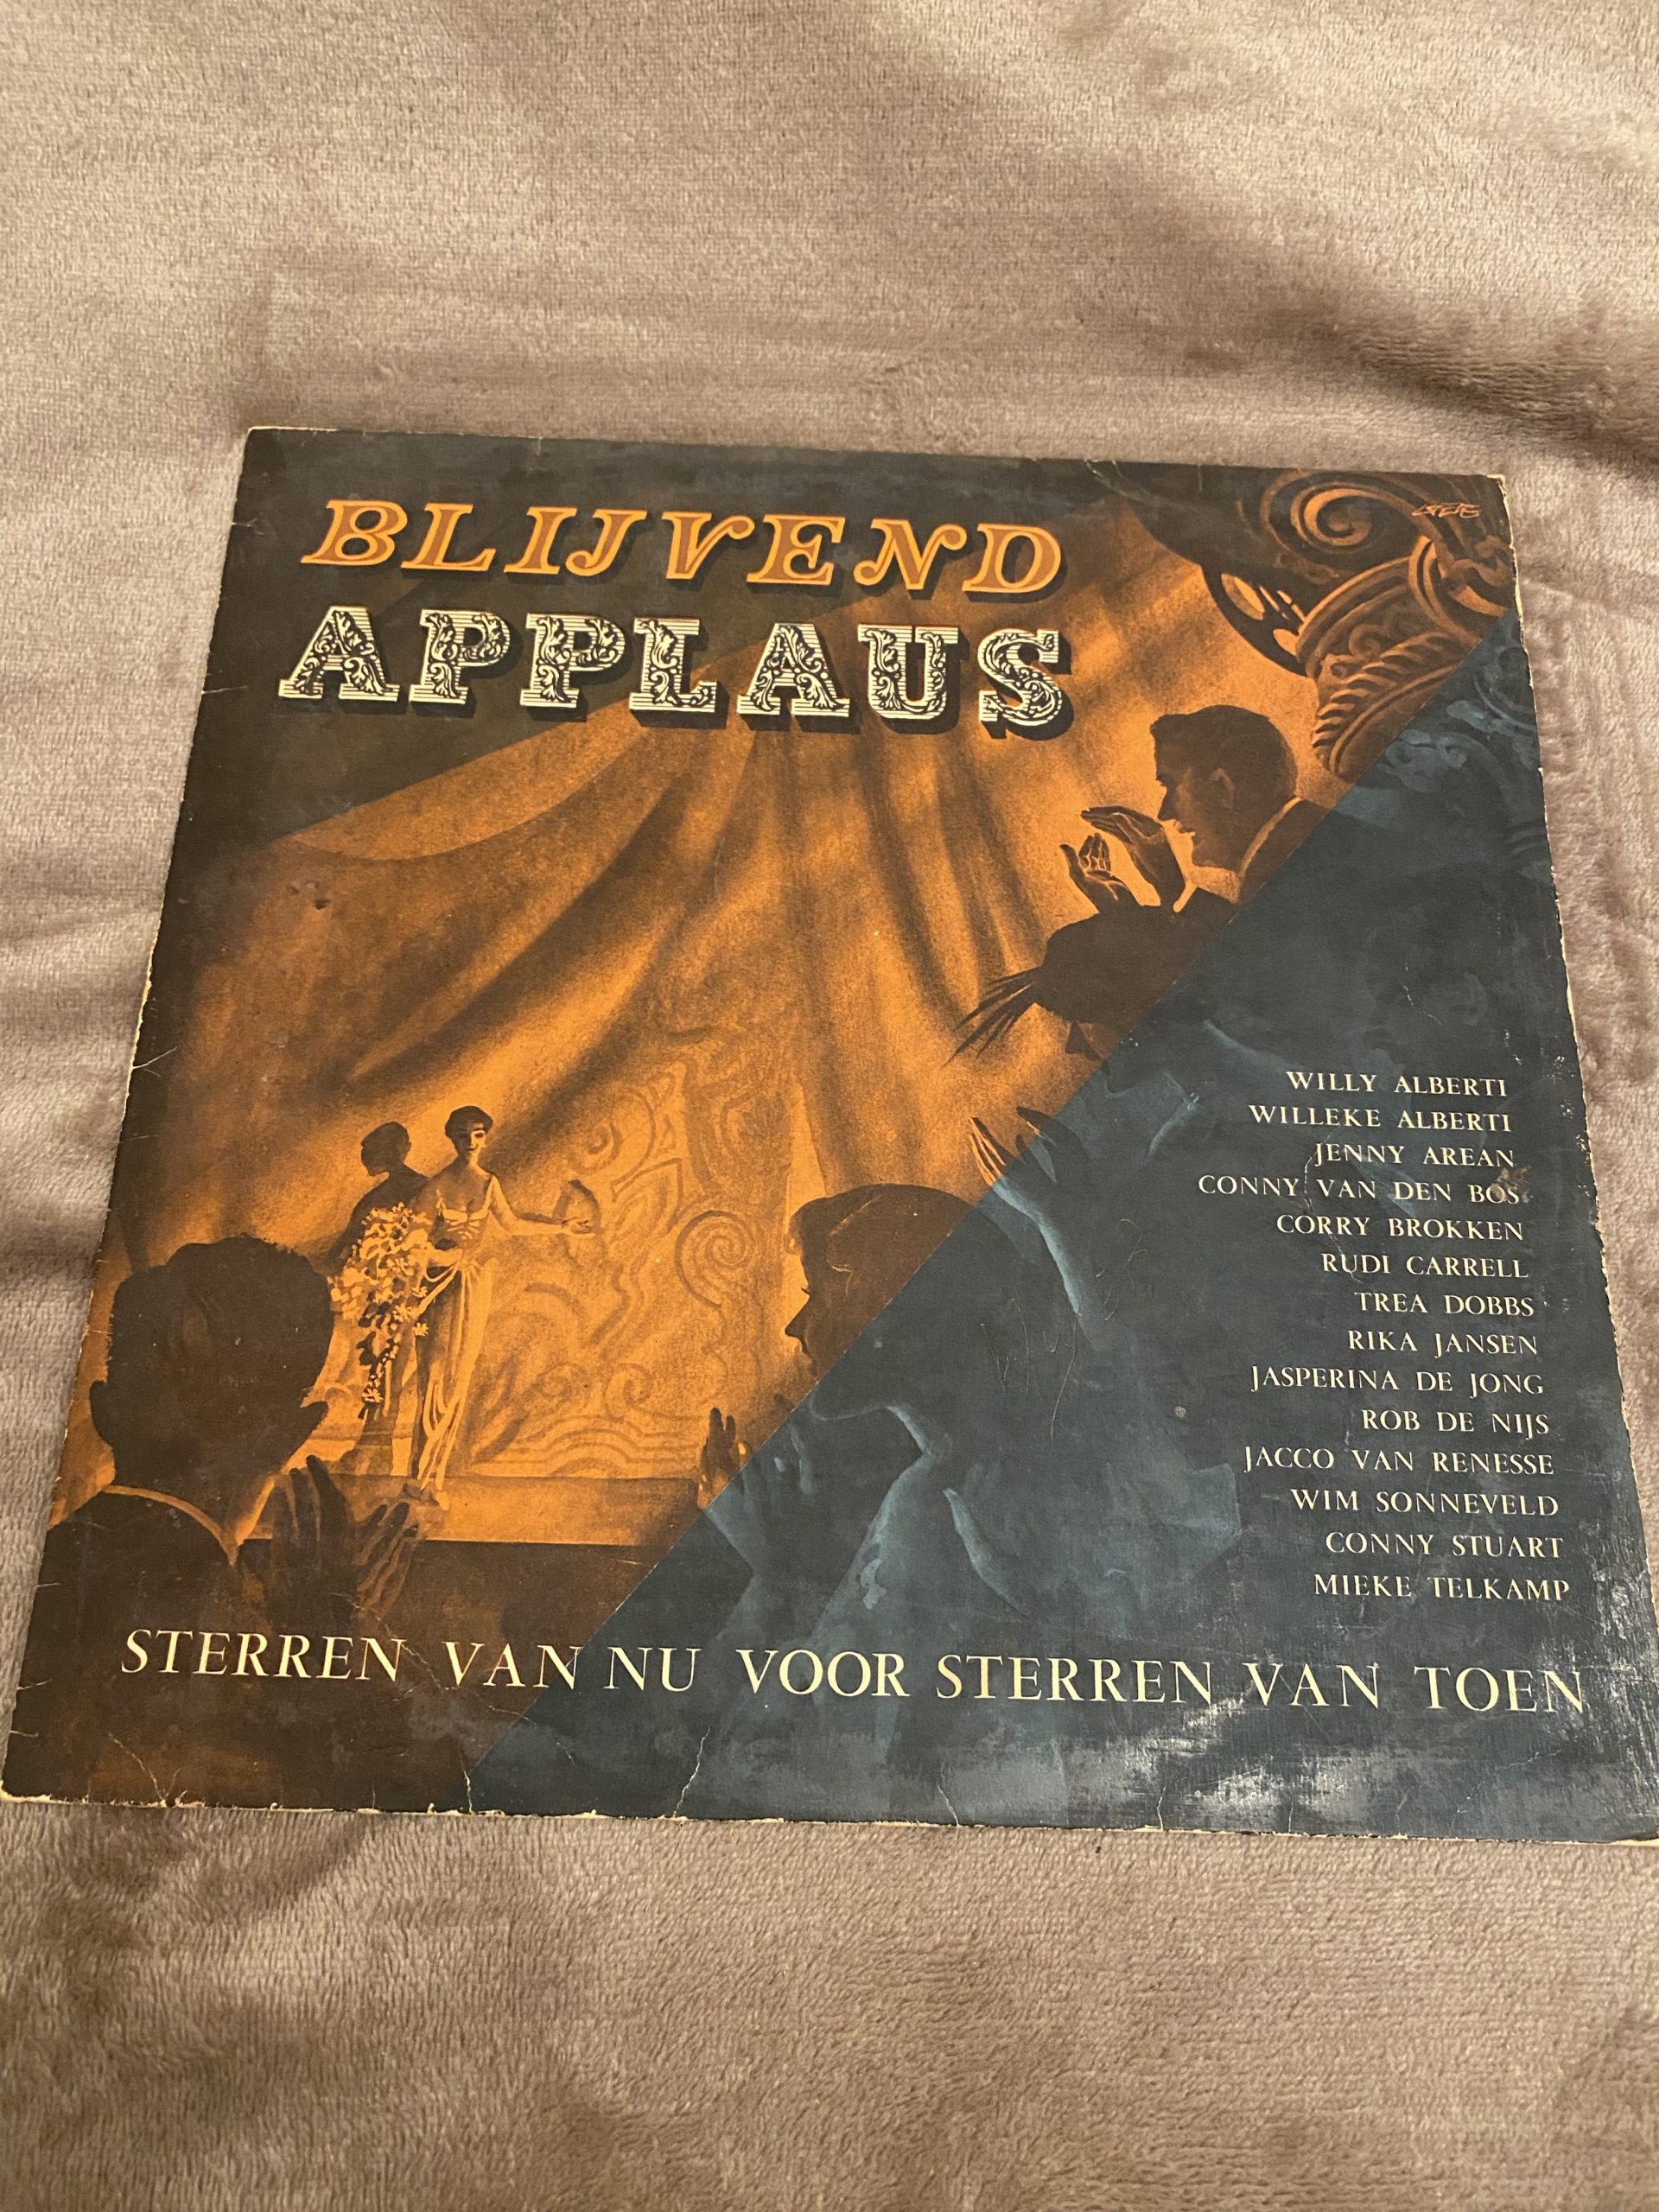 BLIJVEND
APPLAUS
WILLY ALBERTI
WILLEKE ALBERTI
JENNY AREAN
CONNY VAN DEN BOS
CORRY BROKKEN
RUDI CARRELL
TREA DOBBS
RIKA JANSEN
JASPERINA DE JONG
ROB DE NIJS
JACCO VAN RENESSE
WIM SONNEVELD
CONNY STUART
MIEKE TELKAMP
STERREN VAN NU VOOR STERREN VAN TOEN